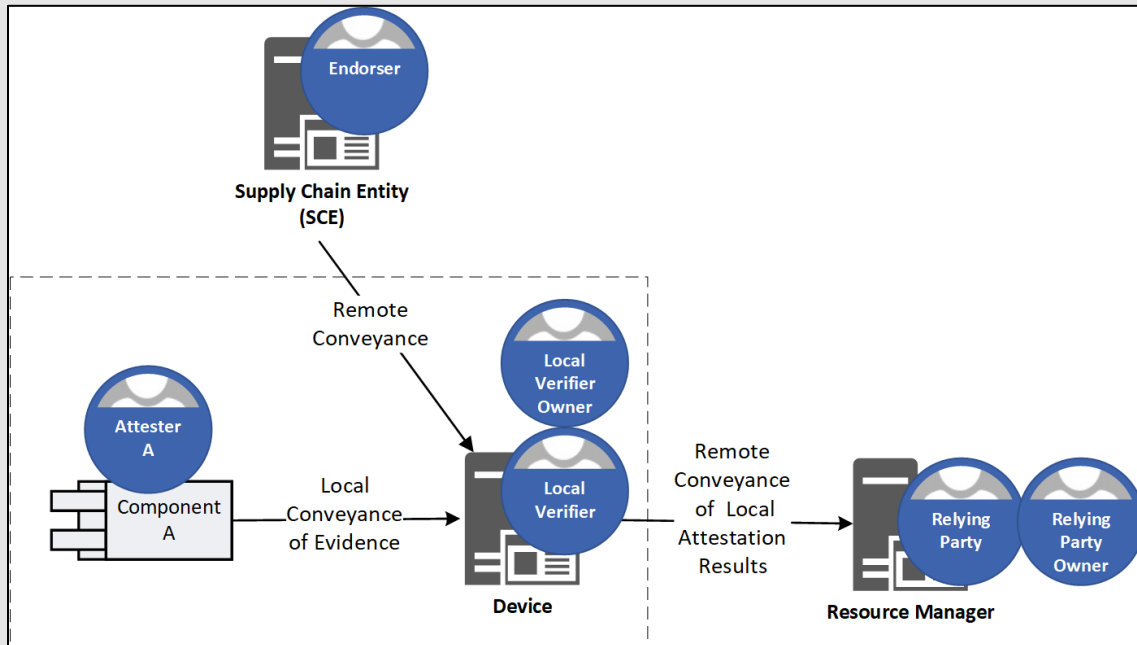 Endorser
Supply Chain Entity
(SCE)
Remote
Conveyance
Local
Verifier
Owner
Attester
A
Component
A
Local
Conveyance
of Evidence
Local
Verifier
Device
Remote
Conveyance
of Local
Attestation
Results
Relying
Party
Relying
Party
Owner
Resource Manager